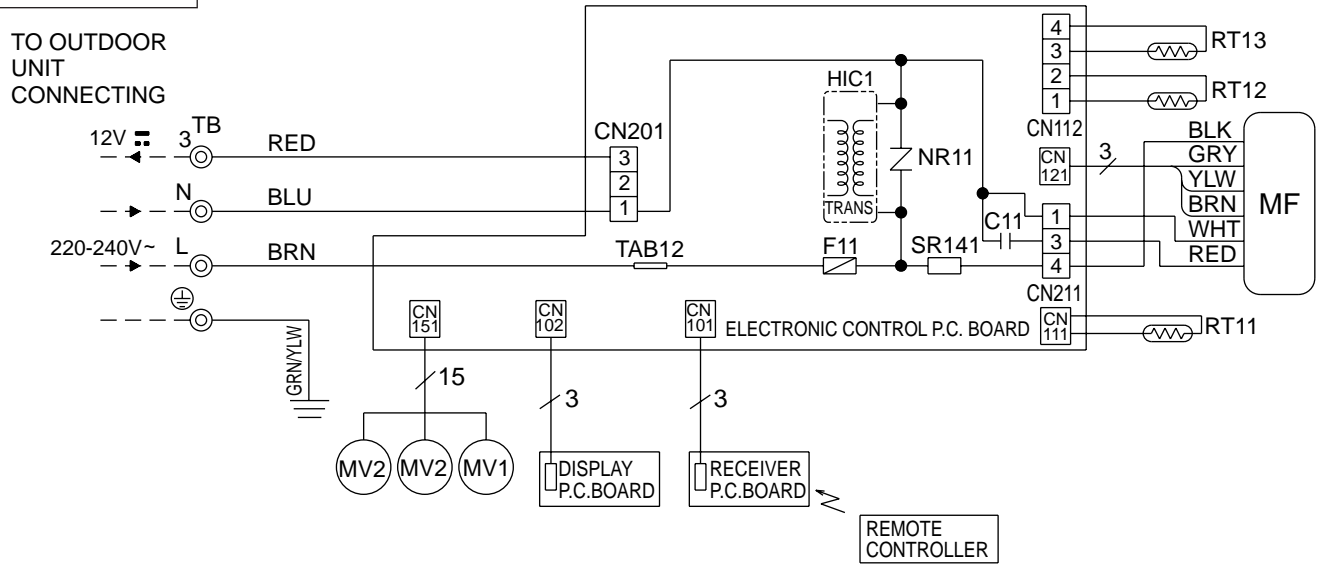 TO OUTDOOR
UNIT
CONNECTING
12V
3
TB
RED
N
BLU
220-240V~
L
BRN
GRN/YLW
CN201
3
2
1
TAB12
HIC1
TRANS
NR11
F11
SR141
C11
4
3
2
1
CN112
RT13
RT12
CN
121
3
BLK
GRY
YLW
BRN
WHT
RED
MF
1
3
4
CN211
CN
111
RT11
ELECTRONIC CONTROL P.C. BOARD
CN
151
CN
102
CN
101
15
3
3
MV2
MV2
MV1
DISPLAY
P.C.BOARD
RECEIVER
P.C.BOARD
REMOTE
CONTROLLER